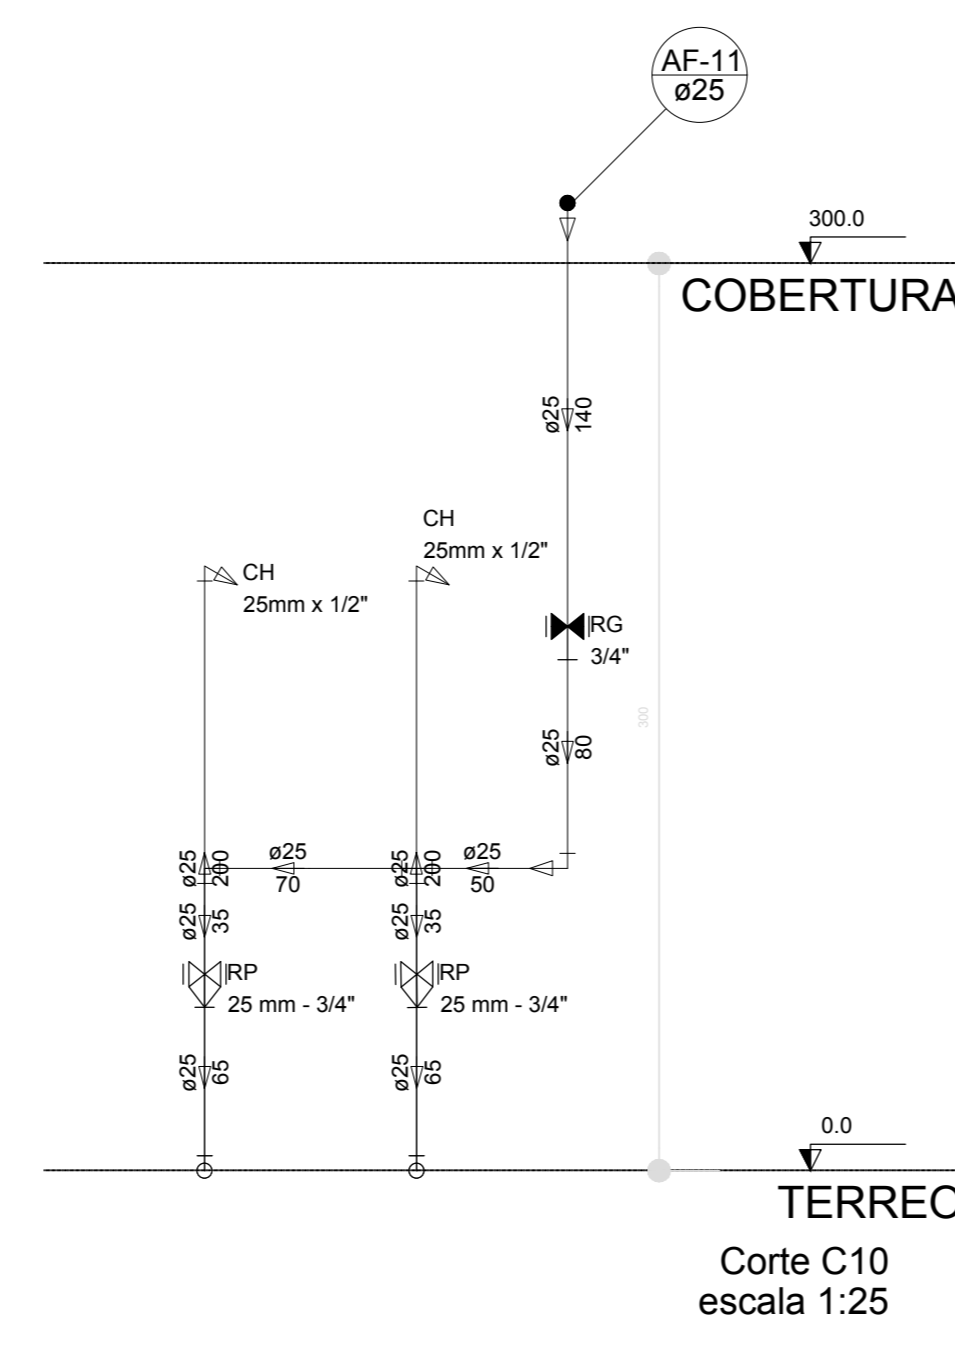 AF-11
ø25
300.0
COBERTURA
ø25
140
CH
25mm x 1/2"
CH
25mm x 1/2"
RG
3/4"
300
ø25
80
ø25
200
ø25
70
ø25
200
ø25
50
ø25
35
ø25
35
RP
25 mm - 3/4"
RP
25 mm - 3/4"
ø25
65
ø25
65
0.0
TERREO
Corte C10
escala 1:25